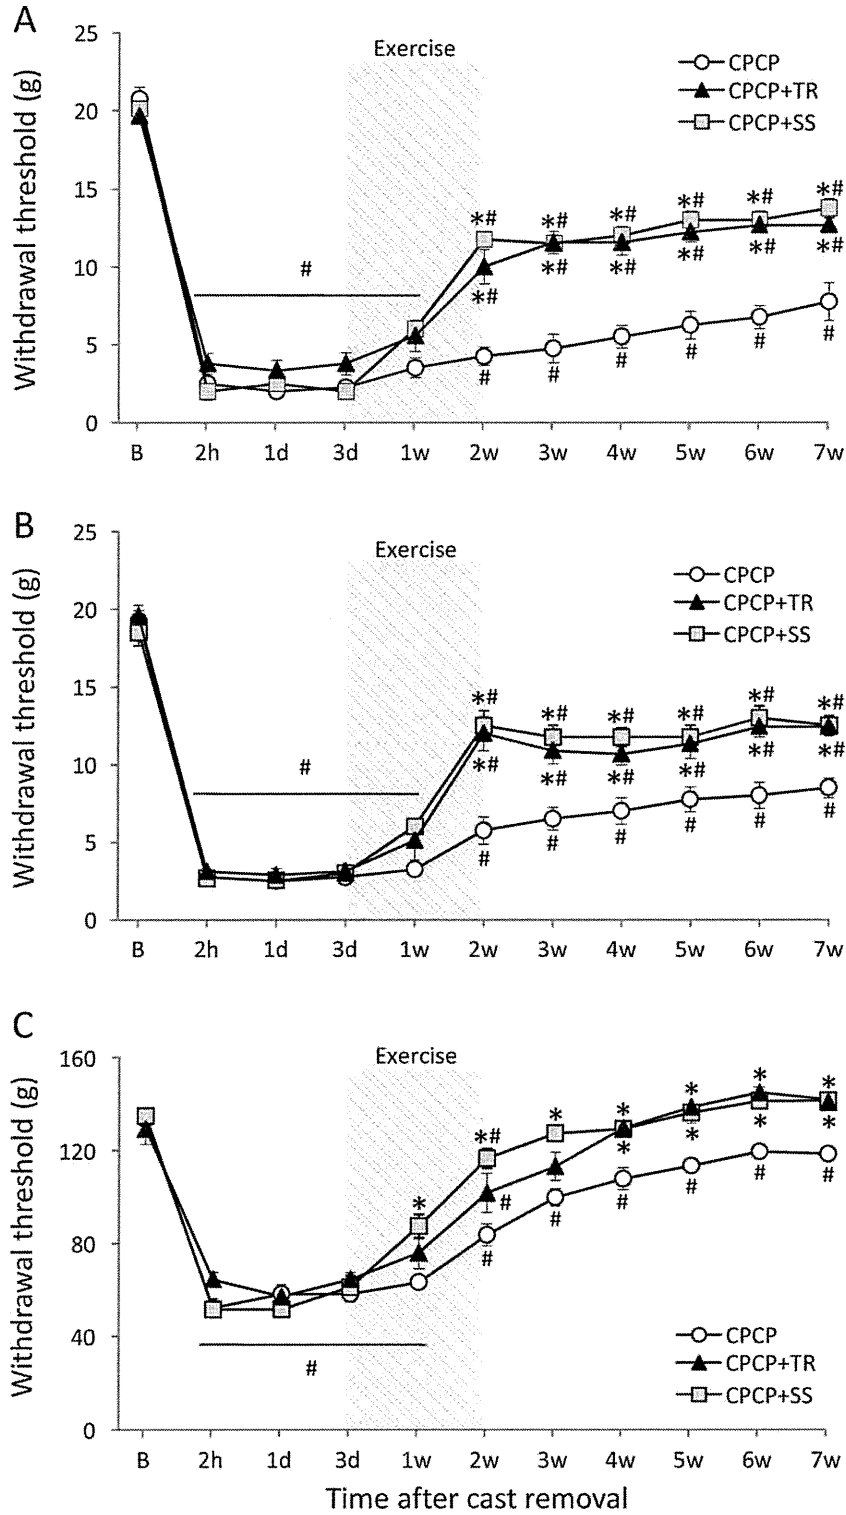 A
25
Exercise
CPCP
CPCP+TR
CPCP+SS
20
15
10
5
0
Withdrawal threshold (g)
#
*# *# *# *# *# *#
*# *# *# *# *# *#
# # # # # #
B 2h 1d 3d 1w 2w 3w 4w 5w 6w 7w
B
25
Exercise
CPCP
CPCP+TR
CPCP+SS
20
15
10
5
0
Withdrawal threshold (g)
#
*# *# *# *# *# *#
*# *# *# *# *# *#
# # # # # #
B 2h 1d 3d 1w 2w 3w 4w 5w 6w 7w
C
160
Exercise
120
80
40
0
Withdrawal threshold (g)
* *# * * * * *
# * * * *
# # # # # #
#
CPCP
CPCP+TR
CPCP+SS
B 2h 1d 3d 1w 2w 3w 4w 5w 6w 7w
Time after cast removal